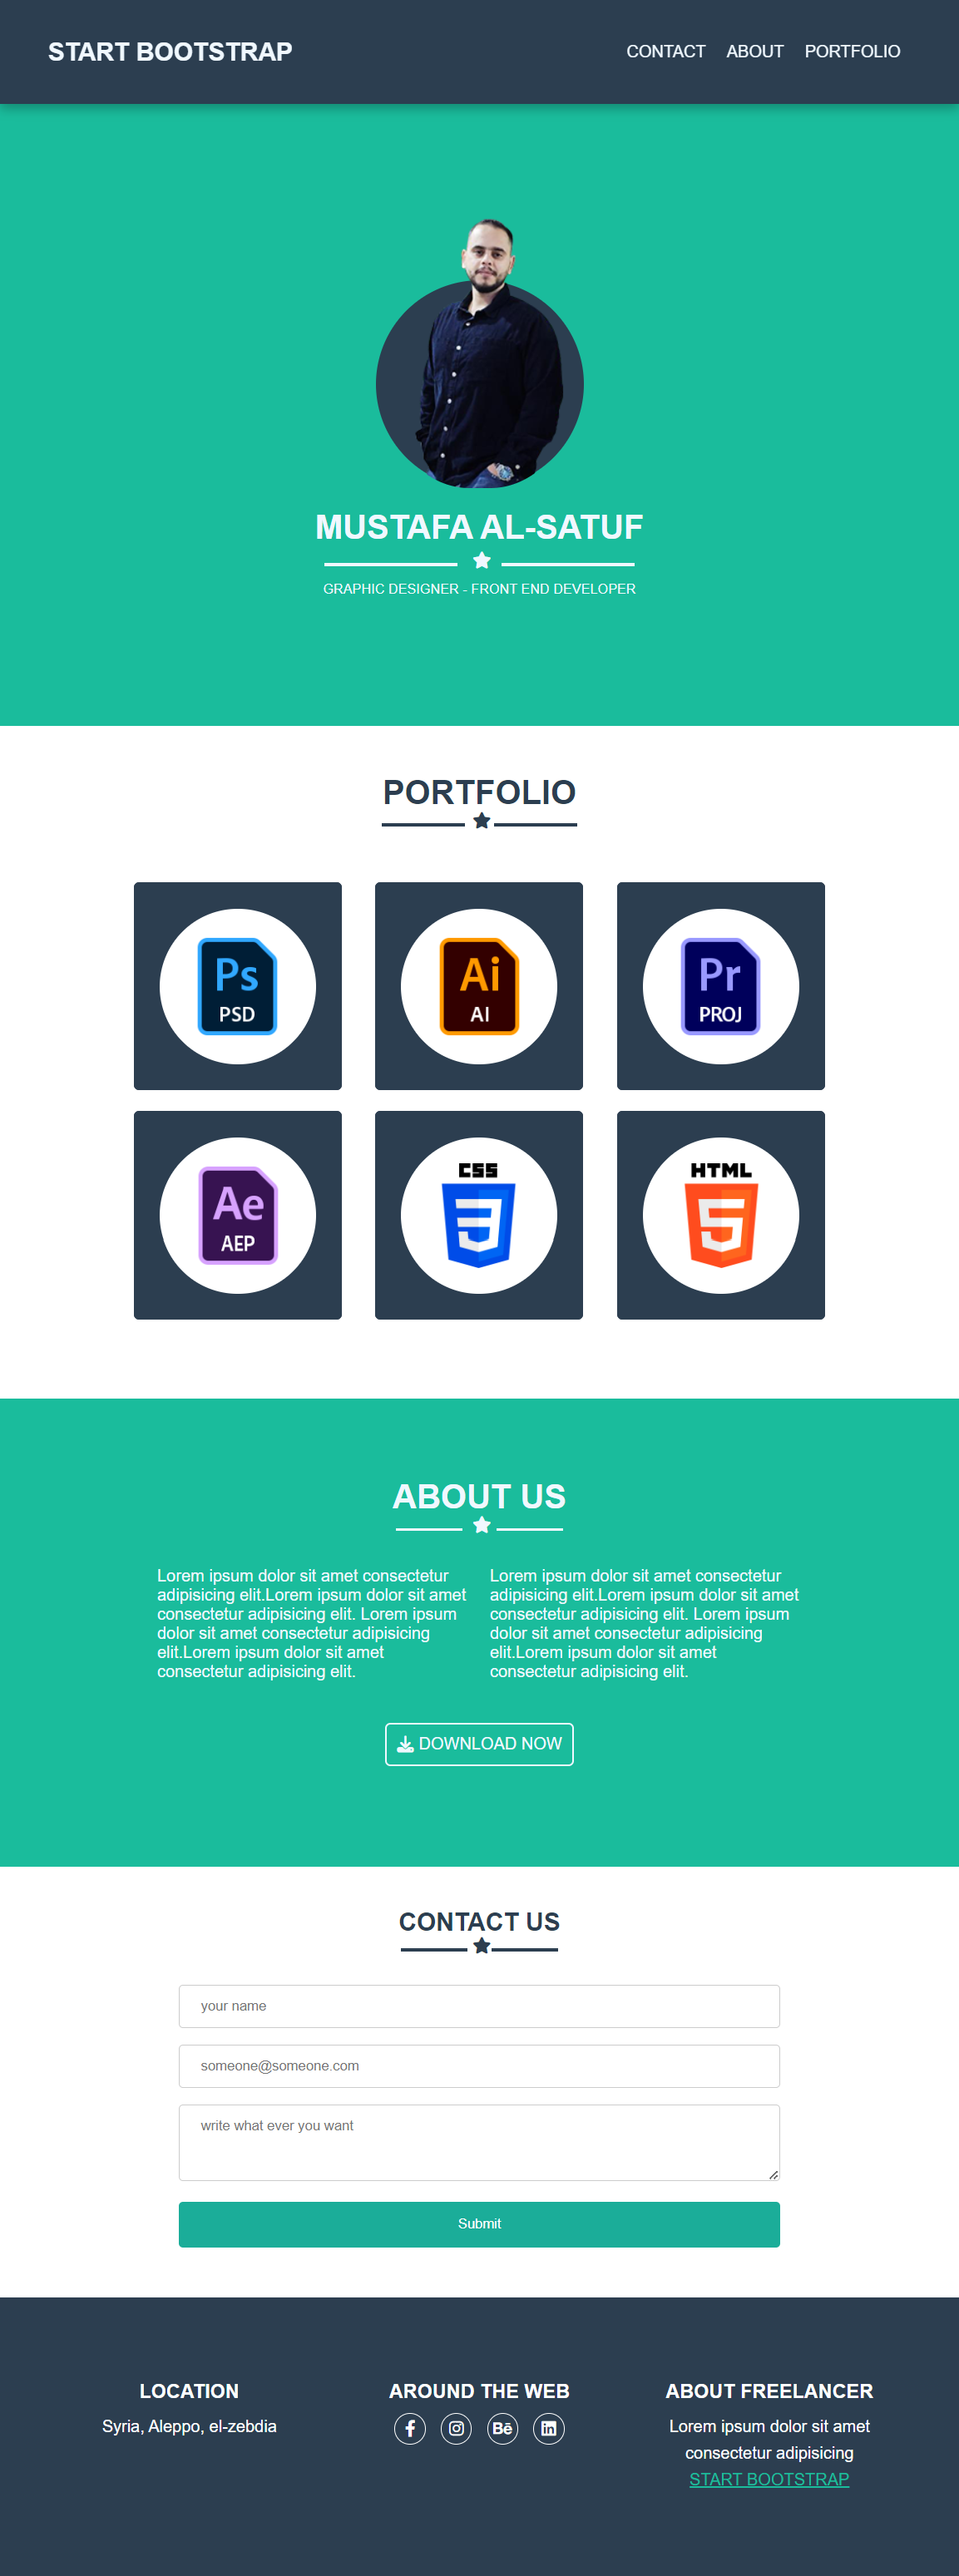 START BOOTSTRAP
CONTACT ABOUT PORTFOLIO
MUSTAFA AL-SATUF
GRAPHIC DESIGNER - FRONT END DEVELOPER
PORTFOLIO
Ps
PSD
Ai
AI
Pr
PROJ
Ae
AEP
CSS
3
HTML
5
ABOUT US
Lorem ipsum dolor sit amet consectetur
adipisicing elit.Lorem ipsum dolor sit amet
consectetur adipisicing elit. Lorem ipsum
dolor sit amet consectetur adipisicing
elit.Lorem ipsum dolor sit amet
consectetur adipisicing elit.
Lorem ipsum dolor sit amet consectetur
adipisicing elit.Lorem ipsum dolor sit amet
consectetur adipisicing elit. Lorem ipsum
dolor sit amet consectetur adipisicing
elit.Lorem ipsum dolor sit amet
consectetur adipisicing elit.
DOWNLOAD NOW
CONTACT US
your name
someone@someone.com
write what ever you want
Submit
LOCATION
Syria, Aleppo, el-zebdia
AROUND THE WEB
f
Bē
in
ABOUT FREELANCER
Lorem ipsum dolor sit amet
consectetur adipisicing
START BOOTSTRAP